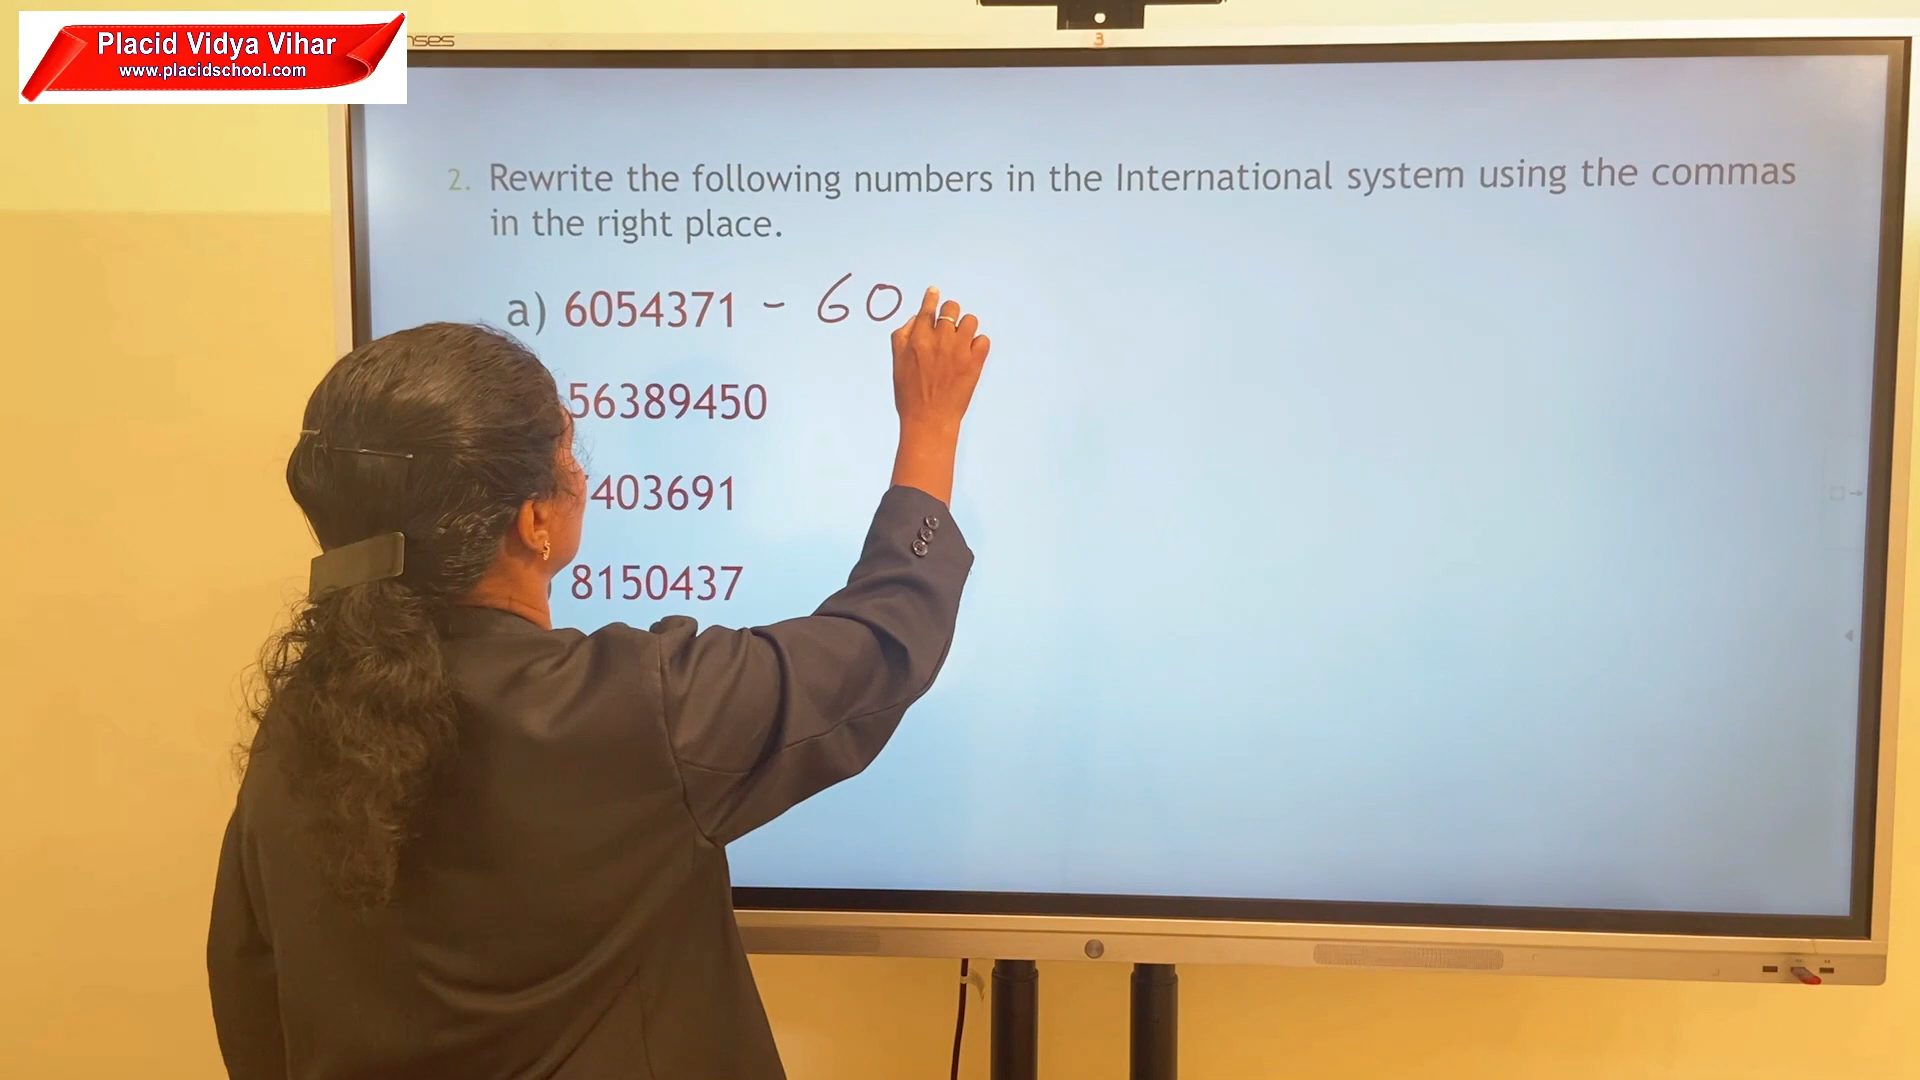 Placid Vidya Vihar
www.placidschool.com
3
2. Rewrite the following numbers in the International system using the commas
in the right place.
a) 6054371 - 60
56389450
403691
8150437